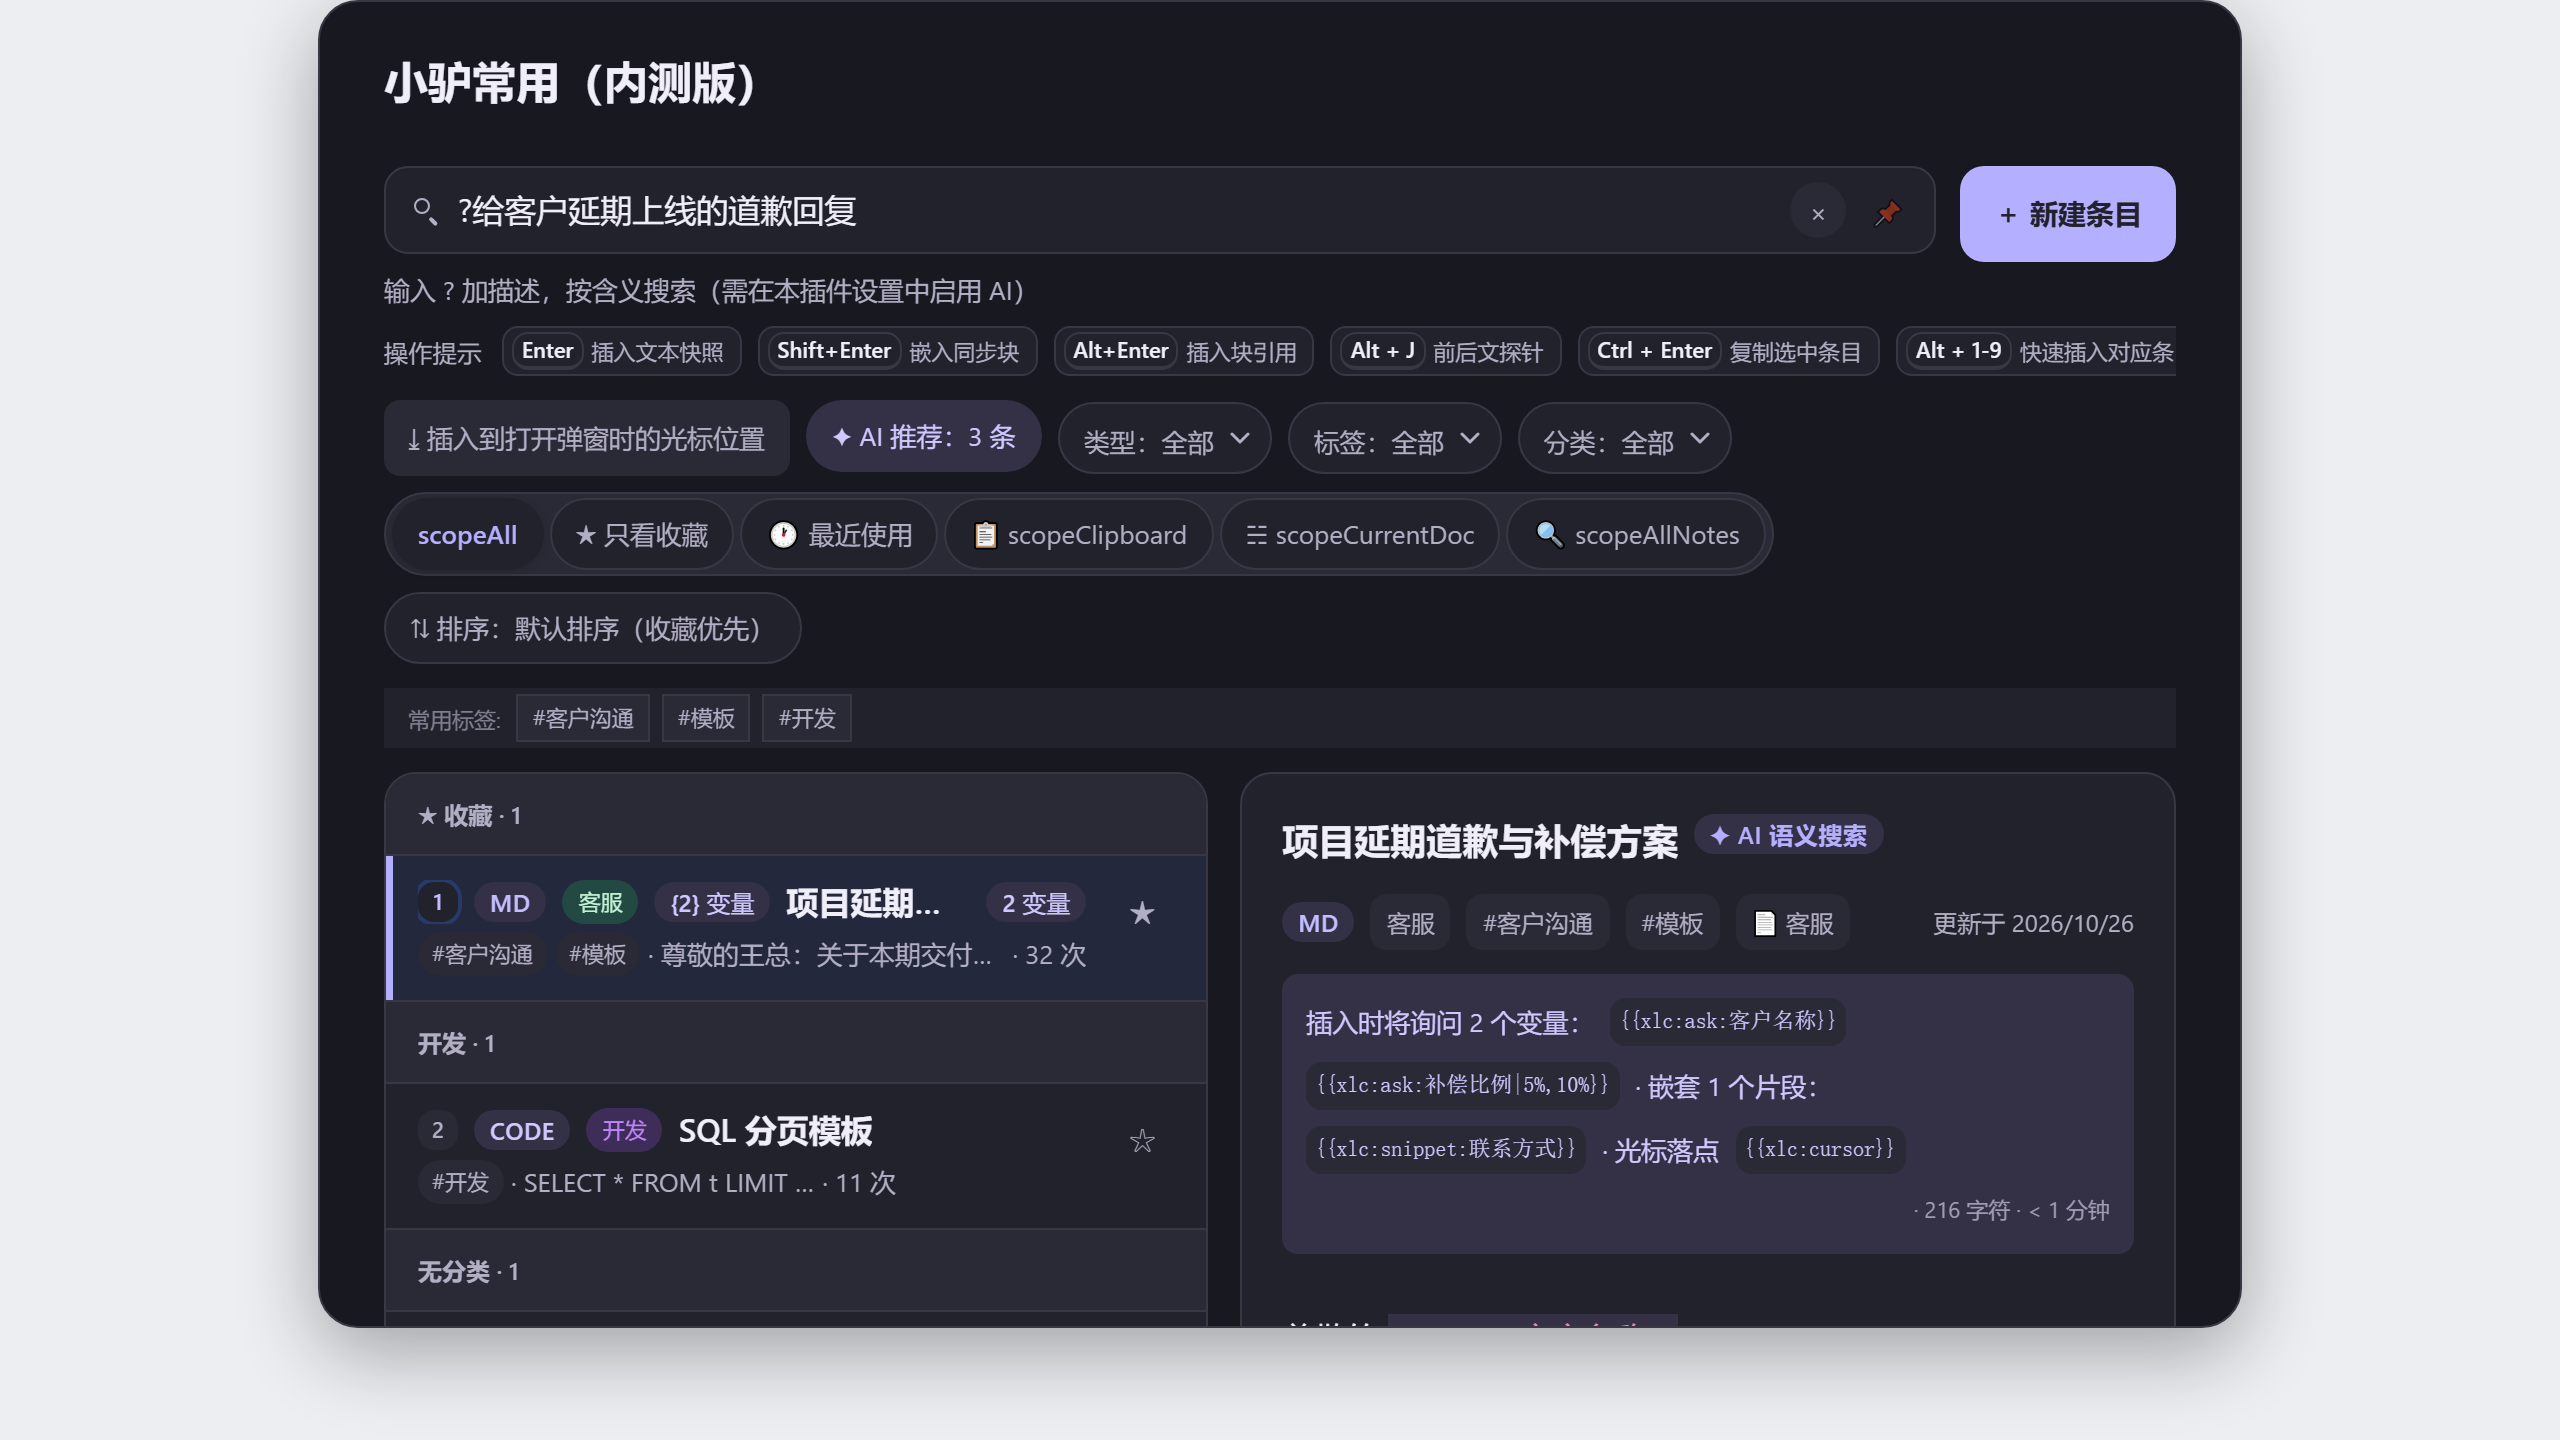 小驴常用（内测版）
?给客户延期上线的道歉回复
×
+ 新建条目
输入 ? 加描述，按含义搜索（需在本插件设置中启用 AI）
操作提示 Enter 插入文本快照 Shift+Enter 嵌入同步块 Alt+Enter 插入块引用 Alt + J 前后文探针 Ctrl + Enter 复制选中条目 Alt + 1-9 快速插入对应条
⤓ 插入到打开弹窗时的光标位置 ✦ AI 推荐：3 条 类型：全部 标签：全部 分类：全部
scopeAll ★ 只看收藏 🕐 最近使用 📋 scopeClipboard ☵ scopeCurrentDoc 🔍 scopeAllNotes
⇅ 排序：默认排序（收藏优先）
常用标签: #客户沟通 #模板 #开发
★ 收藏 · 1
1 MD 客服 {2} 变量 项目延期... 2 变量 ★
#客户沟通 #模板 · 尊敬的王总：关于本期交付... · 32 次
开发 · 1
2 CODE 开发 SQL 分页模板 ☆
#开发 · SELECT * FROM t LIMIT ... · 11 次
无分类 · 1
项目延期道歉与补偿方案 ✦ AI 语义搜索
MD 客服 #客户沟通 #模板 📄 客服 更新于 2026/10/26
插入时将询问 2 个变量： {{xlc:ask:客户名称}}
{{xlc:ask:补偿比例|5%,10%}} · 嵌套 1 个片段：
{{xlc:snippet:联系方式}} · 光标落点 {{xlc:cursor}}
· 216 字符 · < 1 分钟